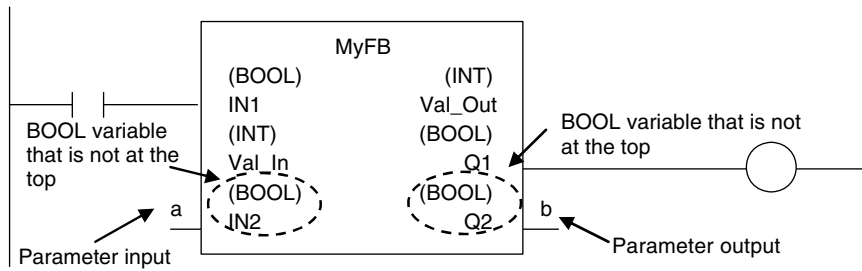 MyFB
(BOOL)
(INT)
IN1
Val_Out
(INT)
(BOOL)
Val_In
Q1
(BOOL)
(BOOL)
IN2
Q2
BOOL variable
that is not at the
top
BOOL variable that is not
at the top
a
b
Parameter input
Parameter output